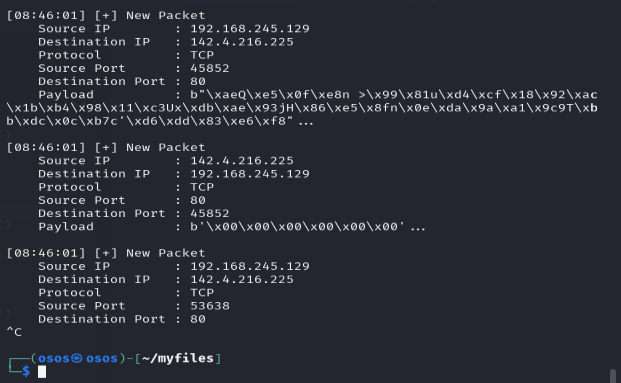 [08:46:01] [+] New Packet
    Source IP        : 192.168.245.129
    Destination IP   : 142.4.216.225
    Protocol         : TCP
    Source Port      : 45852
    Destination Port : 80
    Payload          : b"\xaeQ\xe5\x0f\xe8n >\x99\x81u\xd4\xcf\x18\x92\xac
\x1b\xb4\x98\x11\xc3Ux\xdb\xae\x93jH\x86\xe5\x8fn\x0e\xda\x9a\xa1\x9c9T\xb
b\xdc\x0c\xb7c'\xd6\xdd\x83\xe6\xf8"...
[08:46:01] [+] New Packet
    Source IP        : 142.4.216.225
    Destination IP   : 192.168.245.129
    Protocol         : TCP
    Source Port      : 80
    Destination Port : 45852
    Payload          : b'\x00\x00\x00\x00\x00\x00'...
[08:46:01] [+] New Packet
    Source IP        : 192.168.245.129
    Destination IP   : 142.4.216.225
    Protocol         : TCP
    Source Port      : 53638
    Destination Port : 80
^C
┌──(osos㉿osos)-[~/myfiles]
└─$